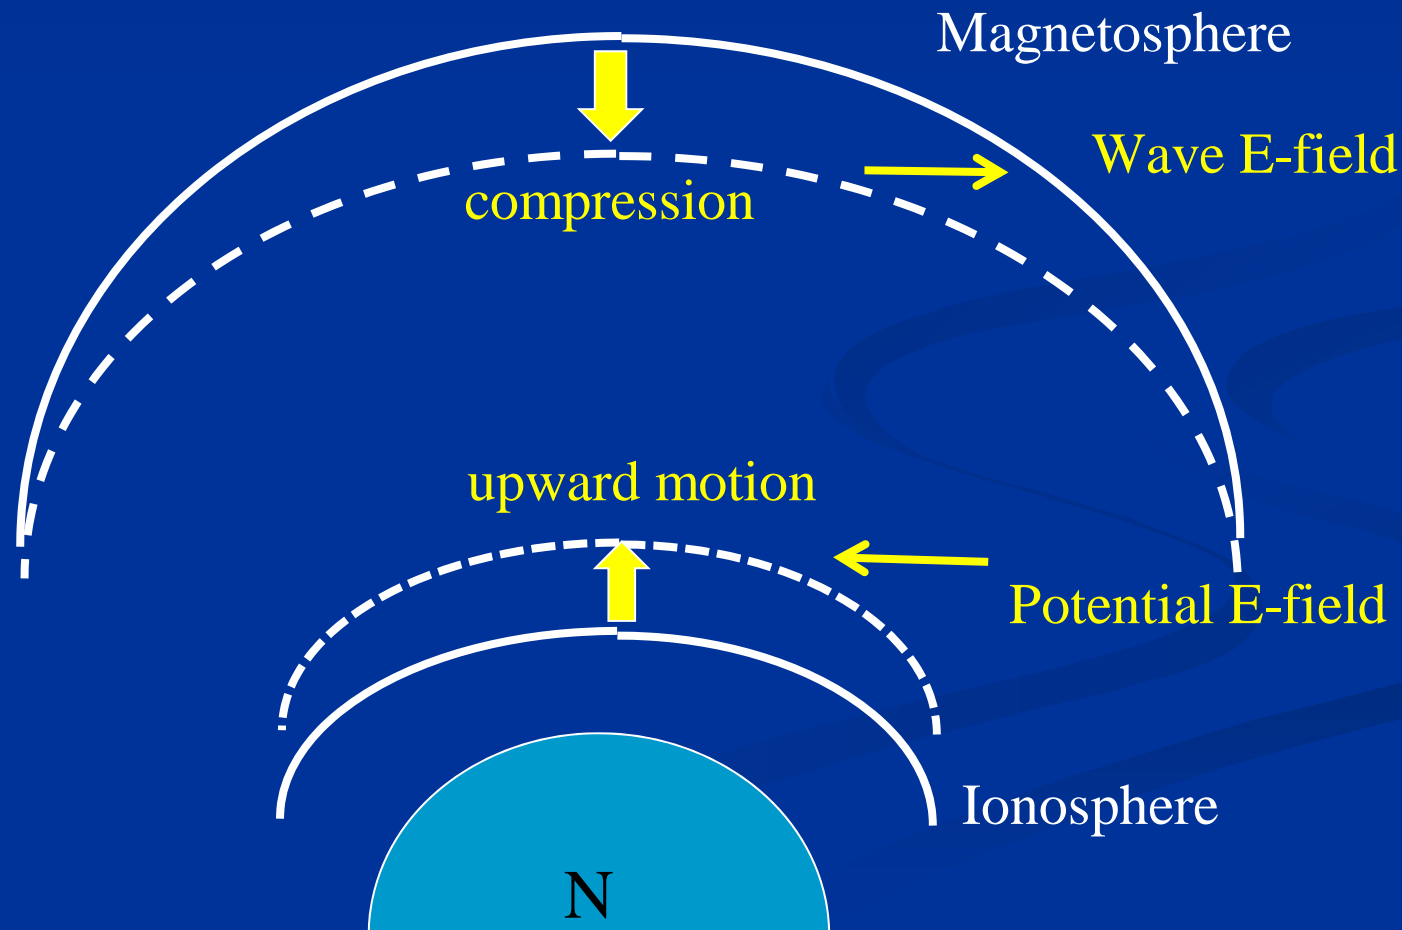 Magnetosphere
Wave E-field
compression
upward motion
Potential E-field
Ionosphere
N